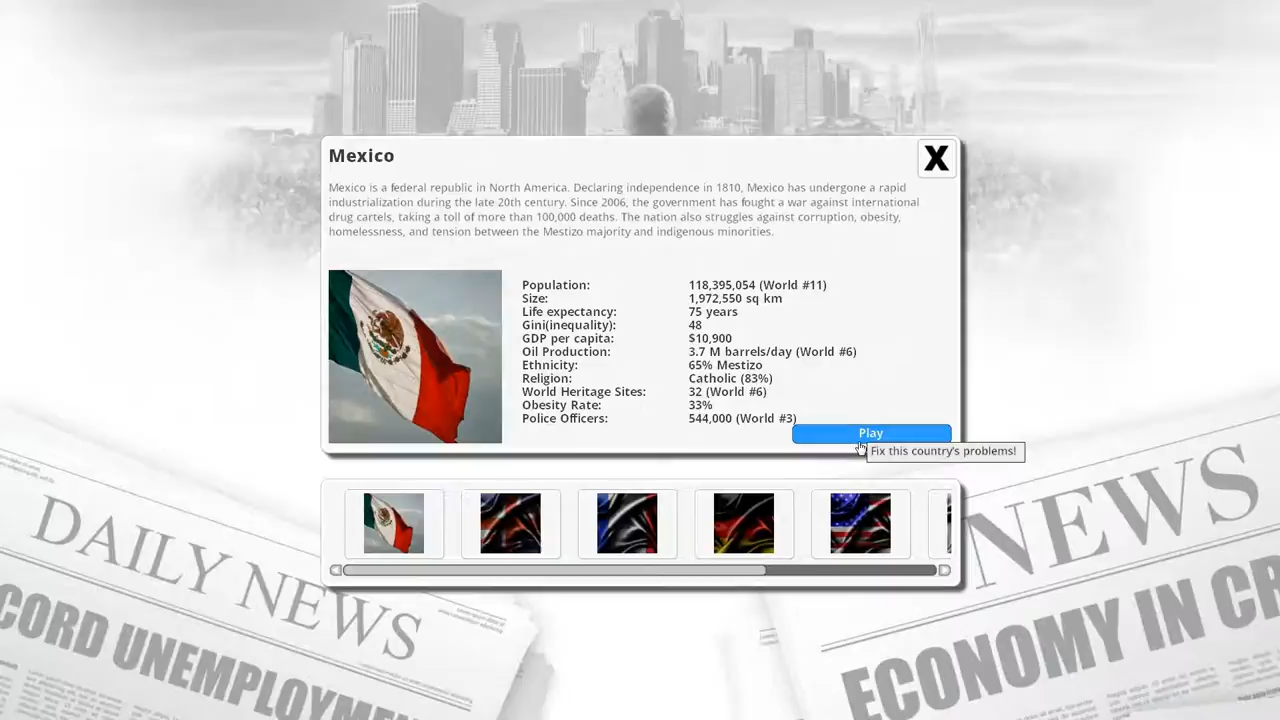 Mexico
X
Mexico is a federal republic in North America. Declaring independence in 1810, Mexico has undergone a rapid
industrialization during the late 20th century. Since 2006, the government has fought a war against international
drug cartels, taking a toll of more than 100,000 deaths. The nation also struggles against corruption, obesity,
homelessness, and tension between the Mestizo majority and indigenous minorities.
Population: 118,395,054 (World #11)
Size: 1,972,550 sq km
Life expectancy: 75 years
Gini(inequality): 48
GDP per capita: $10,900
Oil Production: 3.7 M barrels/day (World #6)
Ethnicity: 65% Mestizo
Religion: Catholic (83%)
World Heritage Sites: 32 (World #6)
Obesity Rate: 33%
Police Officers: 544,000 (World #3)
Play
Fix this country's problems!
DAILY NEWS
CORD UNEMPLOYME
NEWS
ECONOMY IN CR